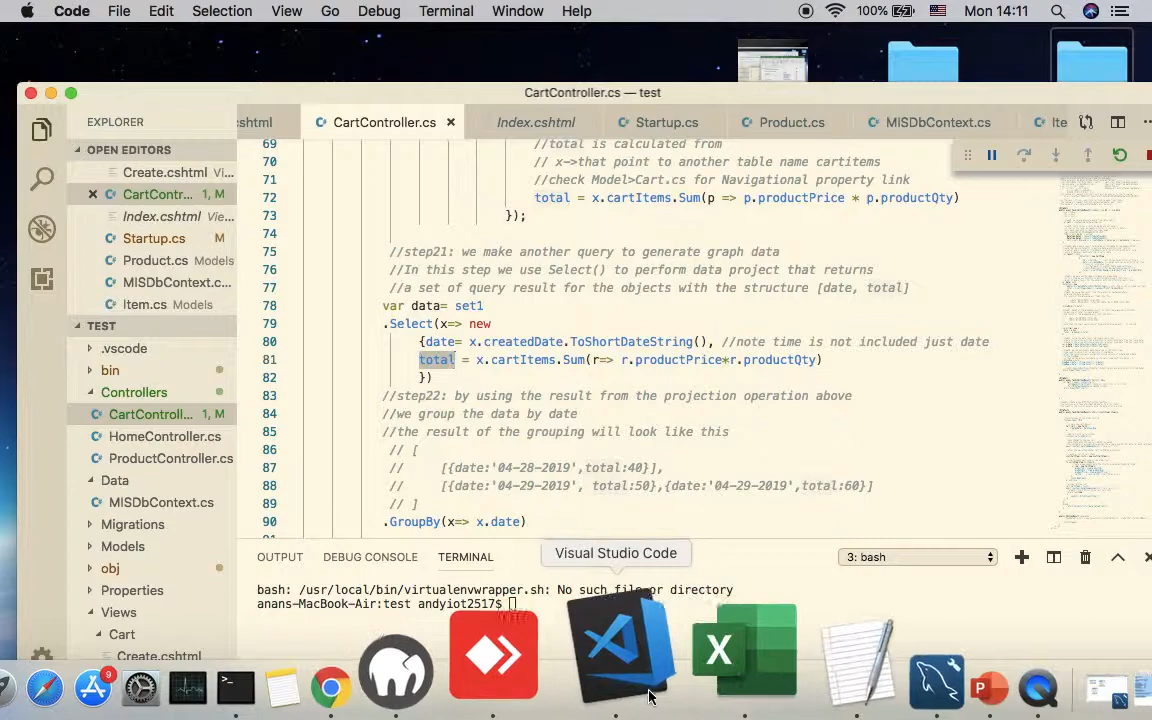 Code File Edit Selection View Go Debug Terminal Window Help 100% Mon 14:11
CartController.cs — test
EXPLORER
shtml CartController.cs Index.cshtml Startup.cs Product.cs MISDbContext.cs Ite
OPEN EDITORS
Create.cshtml Vi...
CartContr... 1, M
Index.cshtml Vie...
Startup.cs M
Product.cs Models
MISDbContext.c...
Item.cs Models
TEST
.vscode
bin
Controllers
CartControll... 1, M
HomeController.cs
ProductController.cs
Data
MISDbContext.cs
Migrations
Models
obj
Properties
Views
Cart
Create.cshtml
69 //total is calculated from
70 // x->that point to another table name cartitems
71 //check Model>Cart.cs for Navigational property link
72 total = x.cartItems.Sum(p => p.productPrice * p.productQty)
73 });
74
75 //step21: we make another query to generate graph data
76 //In this step we use Select() to perform data project that returns
77 //a set of query result for the objects with the structure [date, total]
78 var data= set1
79 .Select(x=> new
80 {date= x.createdDate.ToShortDateString(), //note time is not included just date
81 total = x.cartItems.Sum(r=> r.productPrice*r.productQty)
82 })
83 //step22: by using the result from the projection operation above
84 //we group the data by date
85 //the result of the grouping will look like this
86 // [
87 // [{date:'04-28-2019',total:40}],
88 // [{date:'04-29-2019', total:50},{date:'04-29-2019',total:60}]
89 // ]
90 .GroupBy(x=> x.date)
OUTPUT DEBUG CONSOLE TERMINAL 3: bash
Visual Studio Code
bash: /usr/local/bin/virtualenvwrapper.sh: No such file or directory
anans-MacBook-Air:test andyiot2517$
9
X
P